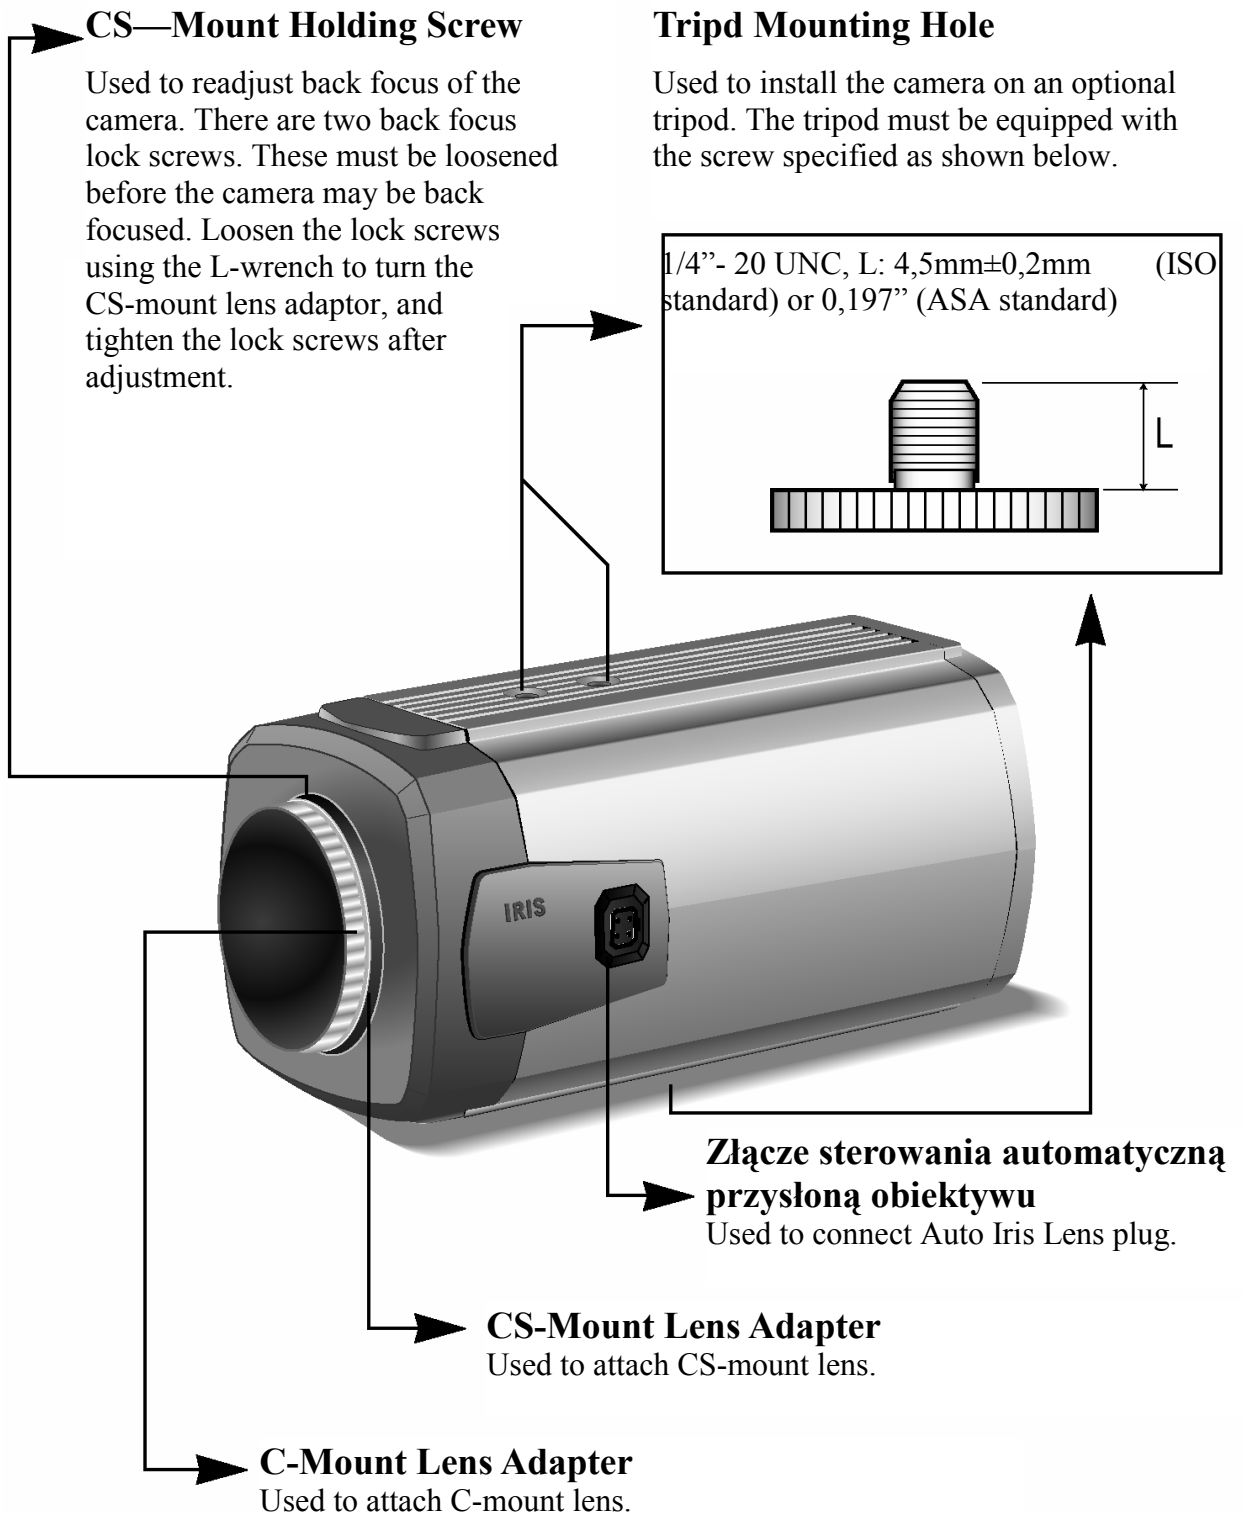 CS—Mount Holding Screw
Used to readjust back focus of the
camera. There are two back focus
lock screws. These must be loosened
before the camera may be back
focused. Loosen the lock screws
using the L-wrench to turn the
CS-mount lens adaptor, and
tighten the lock screws after
adjustment.
Tripd Mounting Hole
Used to install the camera on an optional
tripod. The tripod must be equipped with
the screw specified as shown below.
1/4”- 20 UNC, L: 4,5mm±0,2mm (ISO
standard) or 0,197” (ASA standard)
L
IRIS
Złącze sterowania automatyczną
przysłoną obiektywu
Used to connect Auto Iris Lens plug.
CS-Mount Lens Adapter
Used to attach CS-mount lens.
C-Mount Lens Adapter
Used to attach C-mount lens.